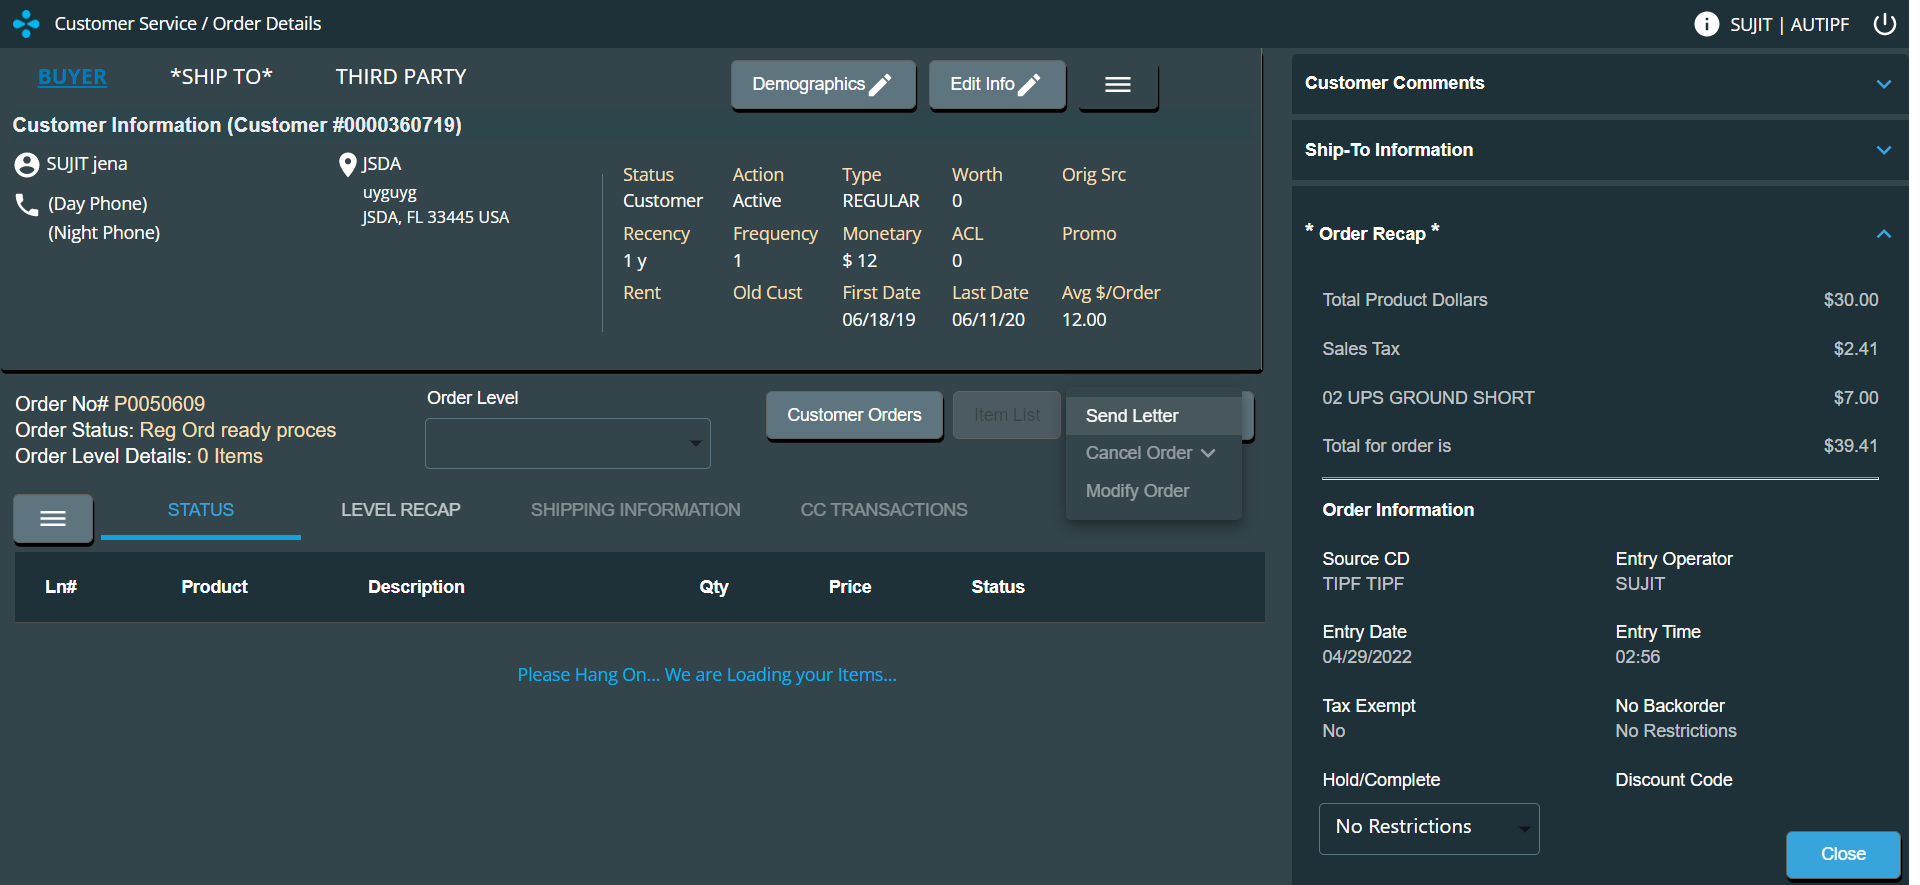 Customer Service / Order Details
SUJIT | AUTIPF
BUYER
*SHIP TO*
THIRD PARTY
Demographics
Edit Info
Customer Information (Customer #0000360719)
SUJIT jena
(Day Phone)
(Night Phone)
JSDA
uyguyg
JSDA, FL 33445 USA
Status Action Type Worth Orig Src
Customer Active REGULAR 0
Recency Frequency Monetary ACL Promo
1 y 1 $ 12 0
Rent Old Cust First Date Last Date Avg $/Order
06/18/19 06/11/20 12.00
Order No# P0050609
Order Status: Reg Ord ready proces
Order Level Details: 0 Items
Order Level
Customer Orders
Item List
Send Letter
Cancel Order
Modify Order
STATUS
LEVEL RECAP
SHIPPING INFORMATION
CC TRANSACTIONS
Ln# Product Description Qty Price Status
Please Hang On... We are Loading your Items...
Customer Comments
Ship-To Information
* Order Recap *
Total Product Dollars $30.00
Sales Tax $2.41
02 UPS GROUND SHORT $7.00
Total for order is $39.41
Order Information
Source CD Entry Operator
TIPF TIPF SUJIT
Entry Date Entry Time
04/29/2022 02:56
Tax Exempt No Backorder
No No Restrictions
Hold/Complete Discount Code
No Restrictions
Close